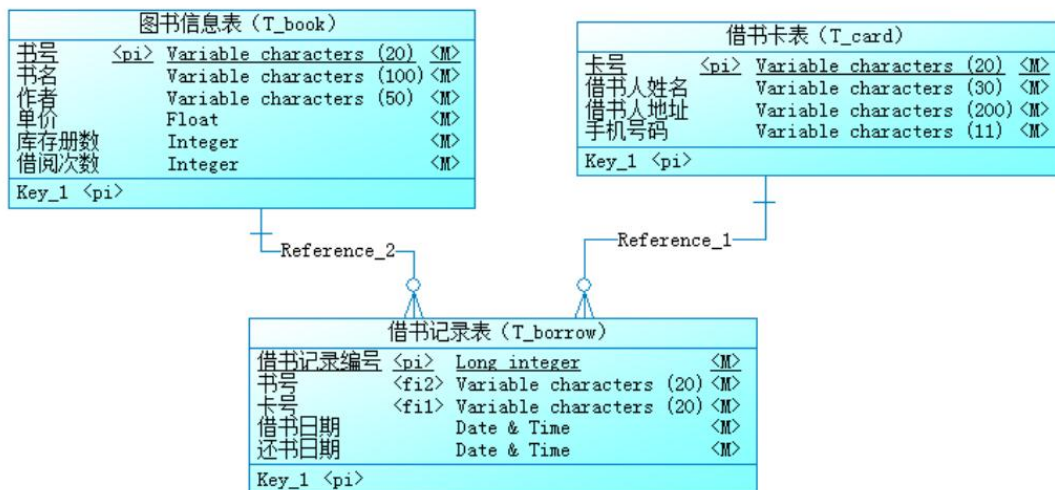 图书信息表（T_book）
书号 <pi> Variable characters (20) <M>
书名 Variable characters (100) <M>
作者 Variable characters (50) <M>
单价 Float <M>
库存册数 Integer <M>
借阅次数 Integer <M>
Key_1 <pi>
借书卡表（T_card）
卡号 <pi> Variable characters (20) <M>
借书人姓名 Variable characters (30) <M>
借书人地址 Variable characters (200) <M>
手机号码 Variable characters (11) <M>
Key_1 <pi>
Reference_2
Reference_1
借书记录表（T_borrow）
借书记录编号 <pi> Long integer <M>
书号 <fi2> Variable characters (20) <M>
卡号 <fi1> Variable characters (20) <M>
借书日期 Date & Time <M>
还书日期 Date & Time <M>
Key_1 <pi>